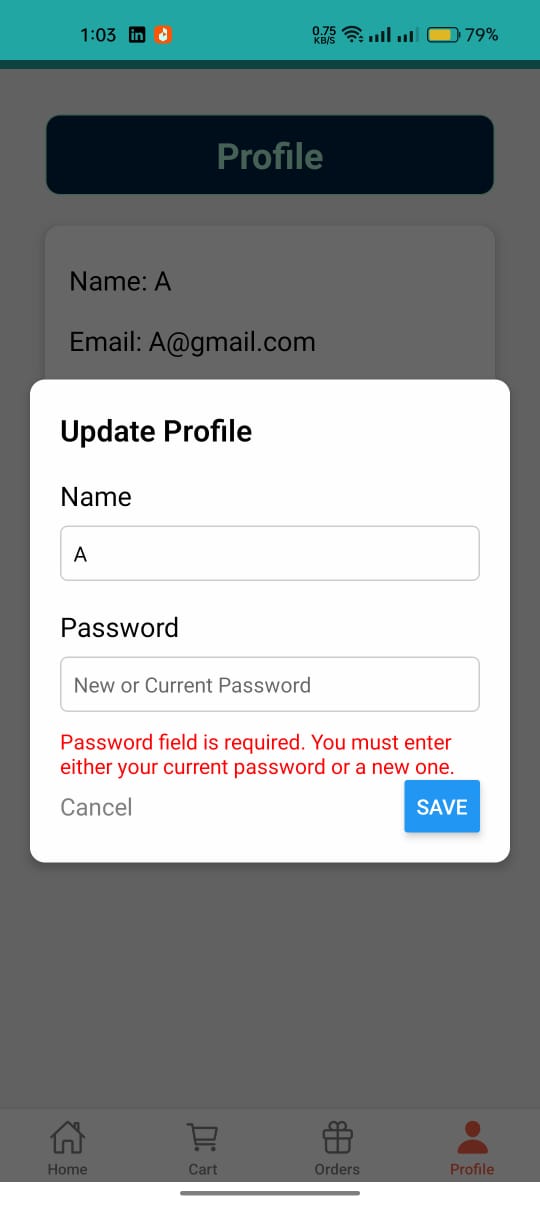 1:03 in 0.75 KB/S 79%
Profile
Name: A
Email: A@gmail.com
Update Profile
Name
A
Password
New or Current Password
Password field is required. You must enter
either your current password or a new one.
Cancel SAVE
Home Cart Orders Profile